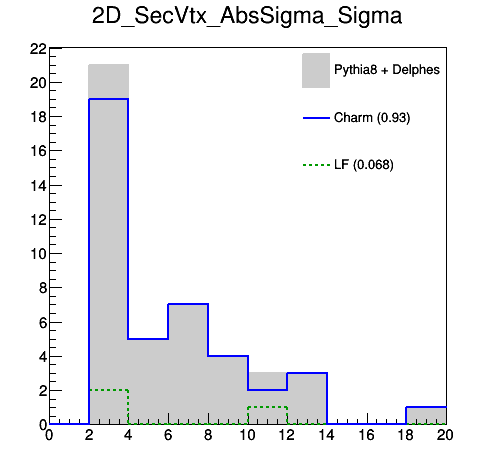 2D_SecVtx_AbsSigma_Sigma
22
20
18
16
14
12
10
8
6
4
2
0
Pythia8 + Delphes
Charm (0.93)
LF (0.068)
0 2 4 6 8 10 12 14 16 18 20